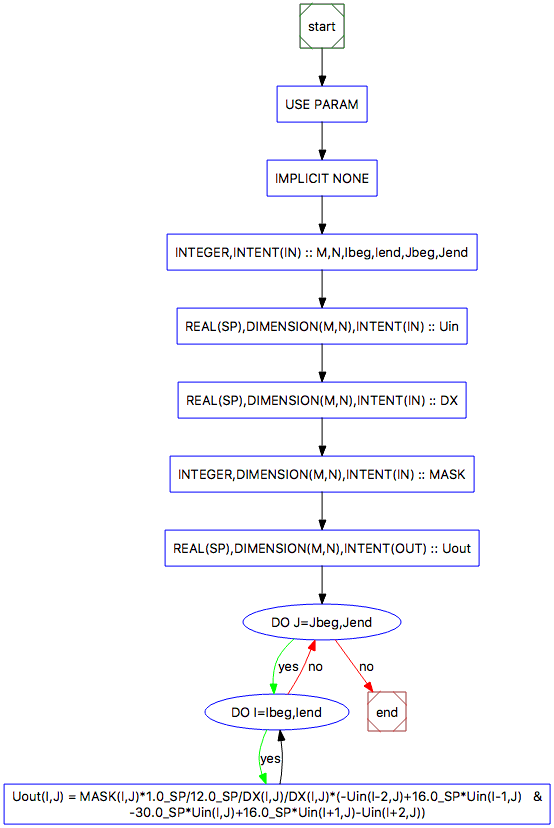 start
USE PARAM
IMPLICIT NONE
INTEGER,INTENT(IN) :: M,N,Ibeg,Iend,Jbeg,Jend
REAL(SP),DIMENSION(M,N),INTENT(IN) :: Uin
REAL(SP),DIMENSION(M,N),INTENT(IN) :: DX
INTEGER,DIMENSION(M,N),INTENT(IN) :: MASK
REAL(SP),DIMENSION(M,N),INTENT(OUT) :: Uout
DO J=Jbeg,Jend
yes no no
DO I=Ibeg,Iend
end
yes
Uout(I,J) = MASK(I,J)*1.0_SP/12.0_SP/DX(I,J)/DX(I,J)*(-Uin(I-2,J)+16.0_SP*Uin(I-1,J) &
-30.0_SP*Uin(I,J)+16.0_SP*Uin(I+1,J)-Uin(I+2,J))